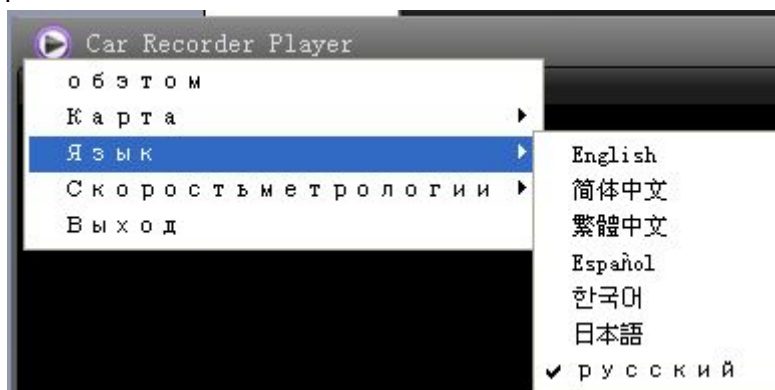 Car Recorder Player
обэтом
Карта
Язык
Скоростьметрологии
Выход
English
简体中文
繁體中文
Español
한국어
日本語
русский